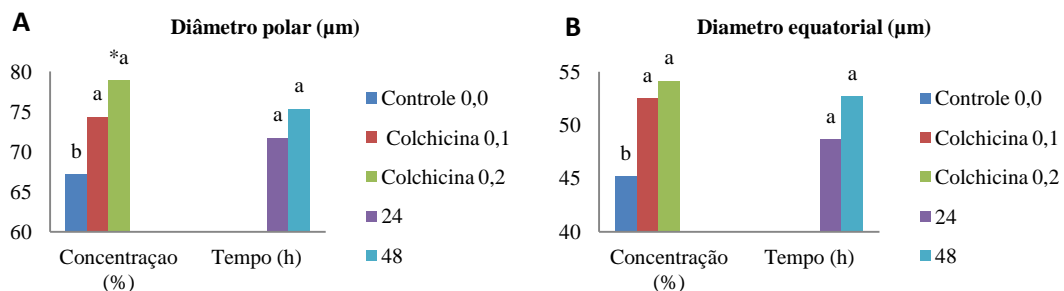 A
Diâmetro polar (µm)
80
75
70
65
60
b
a
*a
a
a
Concentraçao
(%)
Tempo (h)
Controle 0,0
Colchicina 0,1
Colchicina 0,2
24
48
B
Diametro equatorial (µm)
55
50
45
40
b
a
a
a
a
Concentração
(%)
Tempo (h)
Controle 0,0
Colchicina 0,1
Colchicina 0,2
24
48